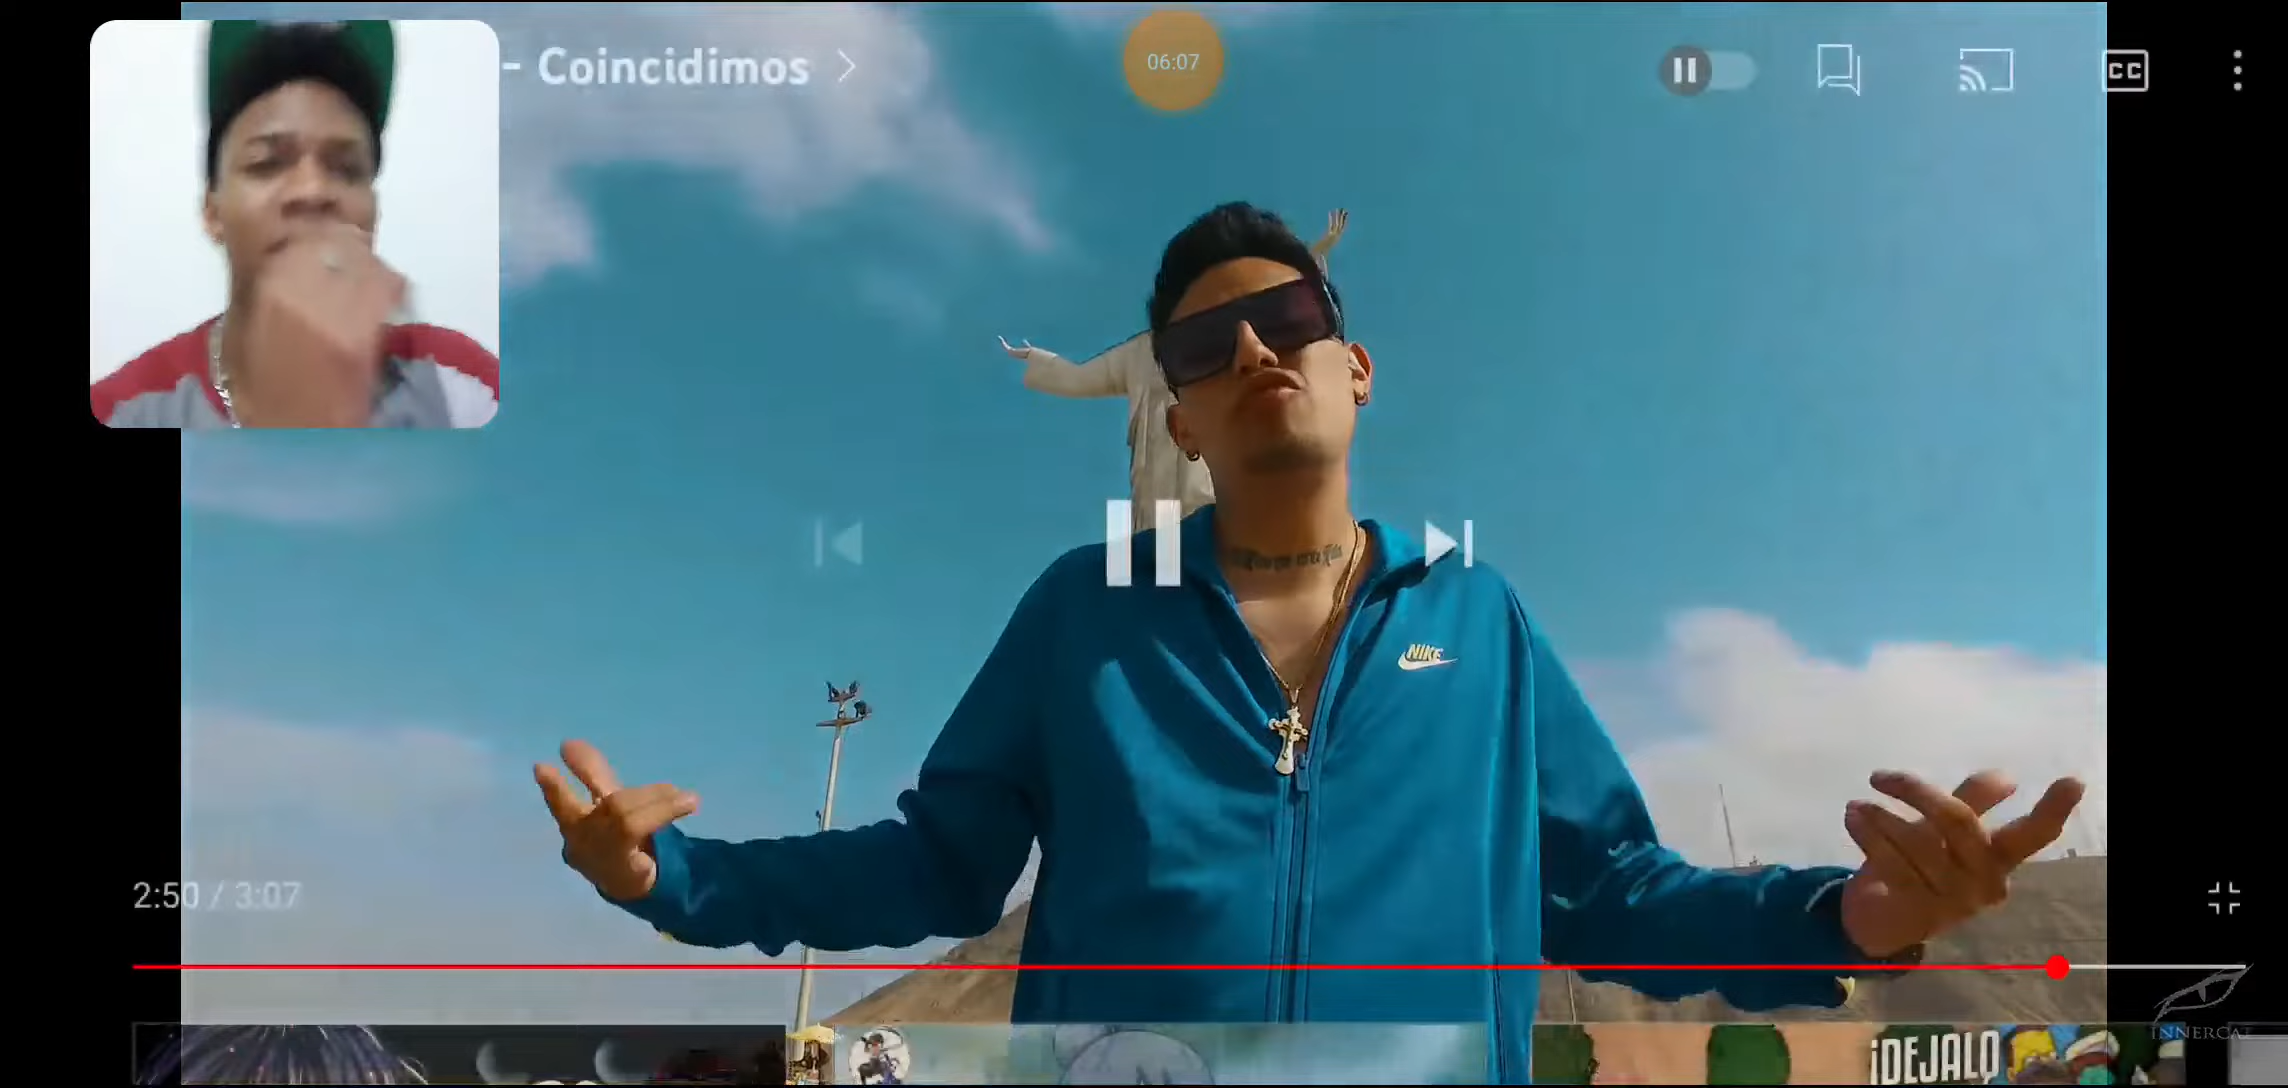 - Coincidimos
06:07
CC
NIKE
2:50 / 3:07
INNERCAT
¡DEJALO